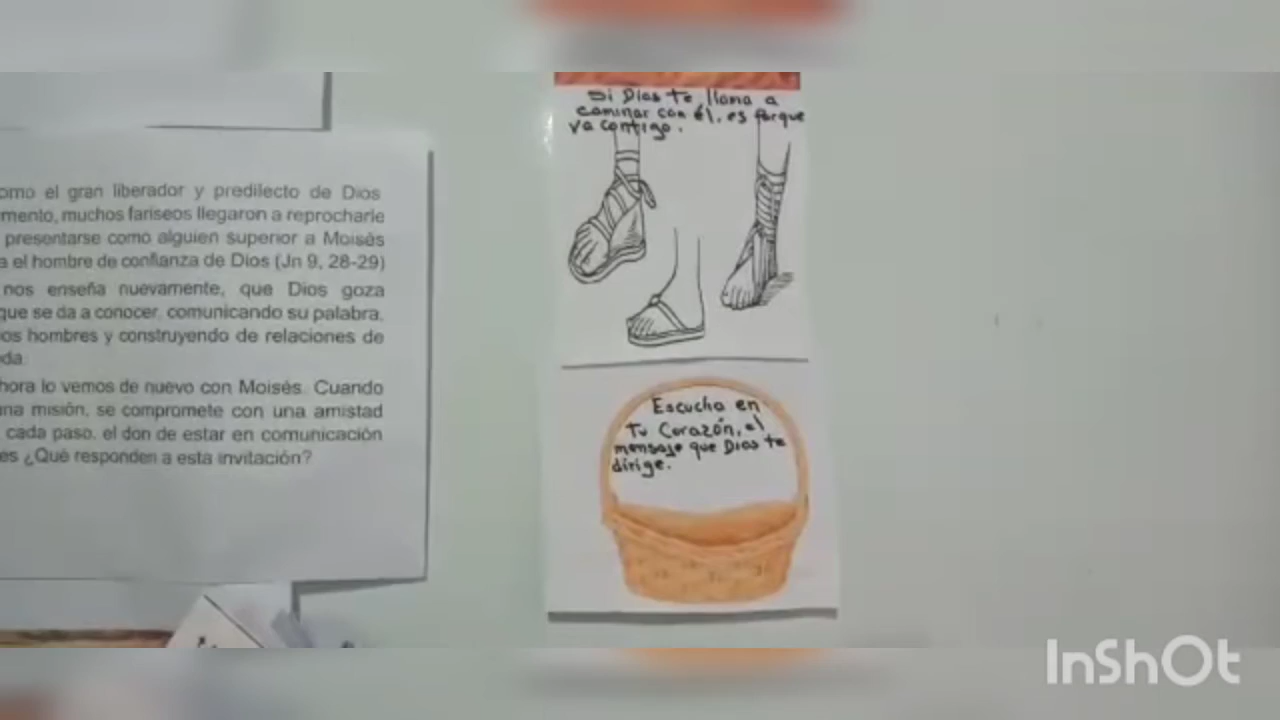 omo el gran liberador y predilecto de Dios
mento, muchos fariseos llegaron a reprocharle
presentarse como alguien superior a Moisés
a el hombre de confianza de Dios (Jn 9, 28-29)
nos enseña nuevamente, que Dios goza
que se da a conocer, comunicando su palabra,
los hombres y construyendo de relaciones de
da.
hora lo vemos de nuevo con Moisés. Cuando
una misión, se compromete con una amistad
cada paso, el don de estar en comunicación
es ¿Qué responden a esta invitación?
Si Dios te llama a
caminar con él, es porque
va contigo.
Escucha en
Tu Corazón, el
mensaje que Dios te
dirige.
InShOt